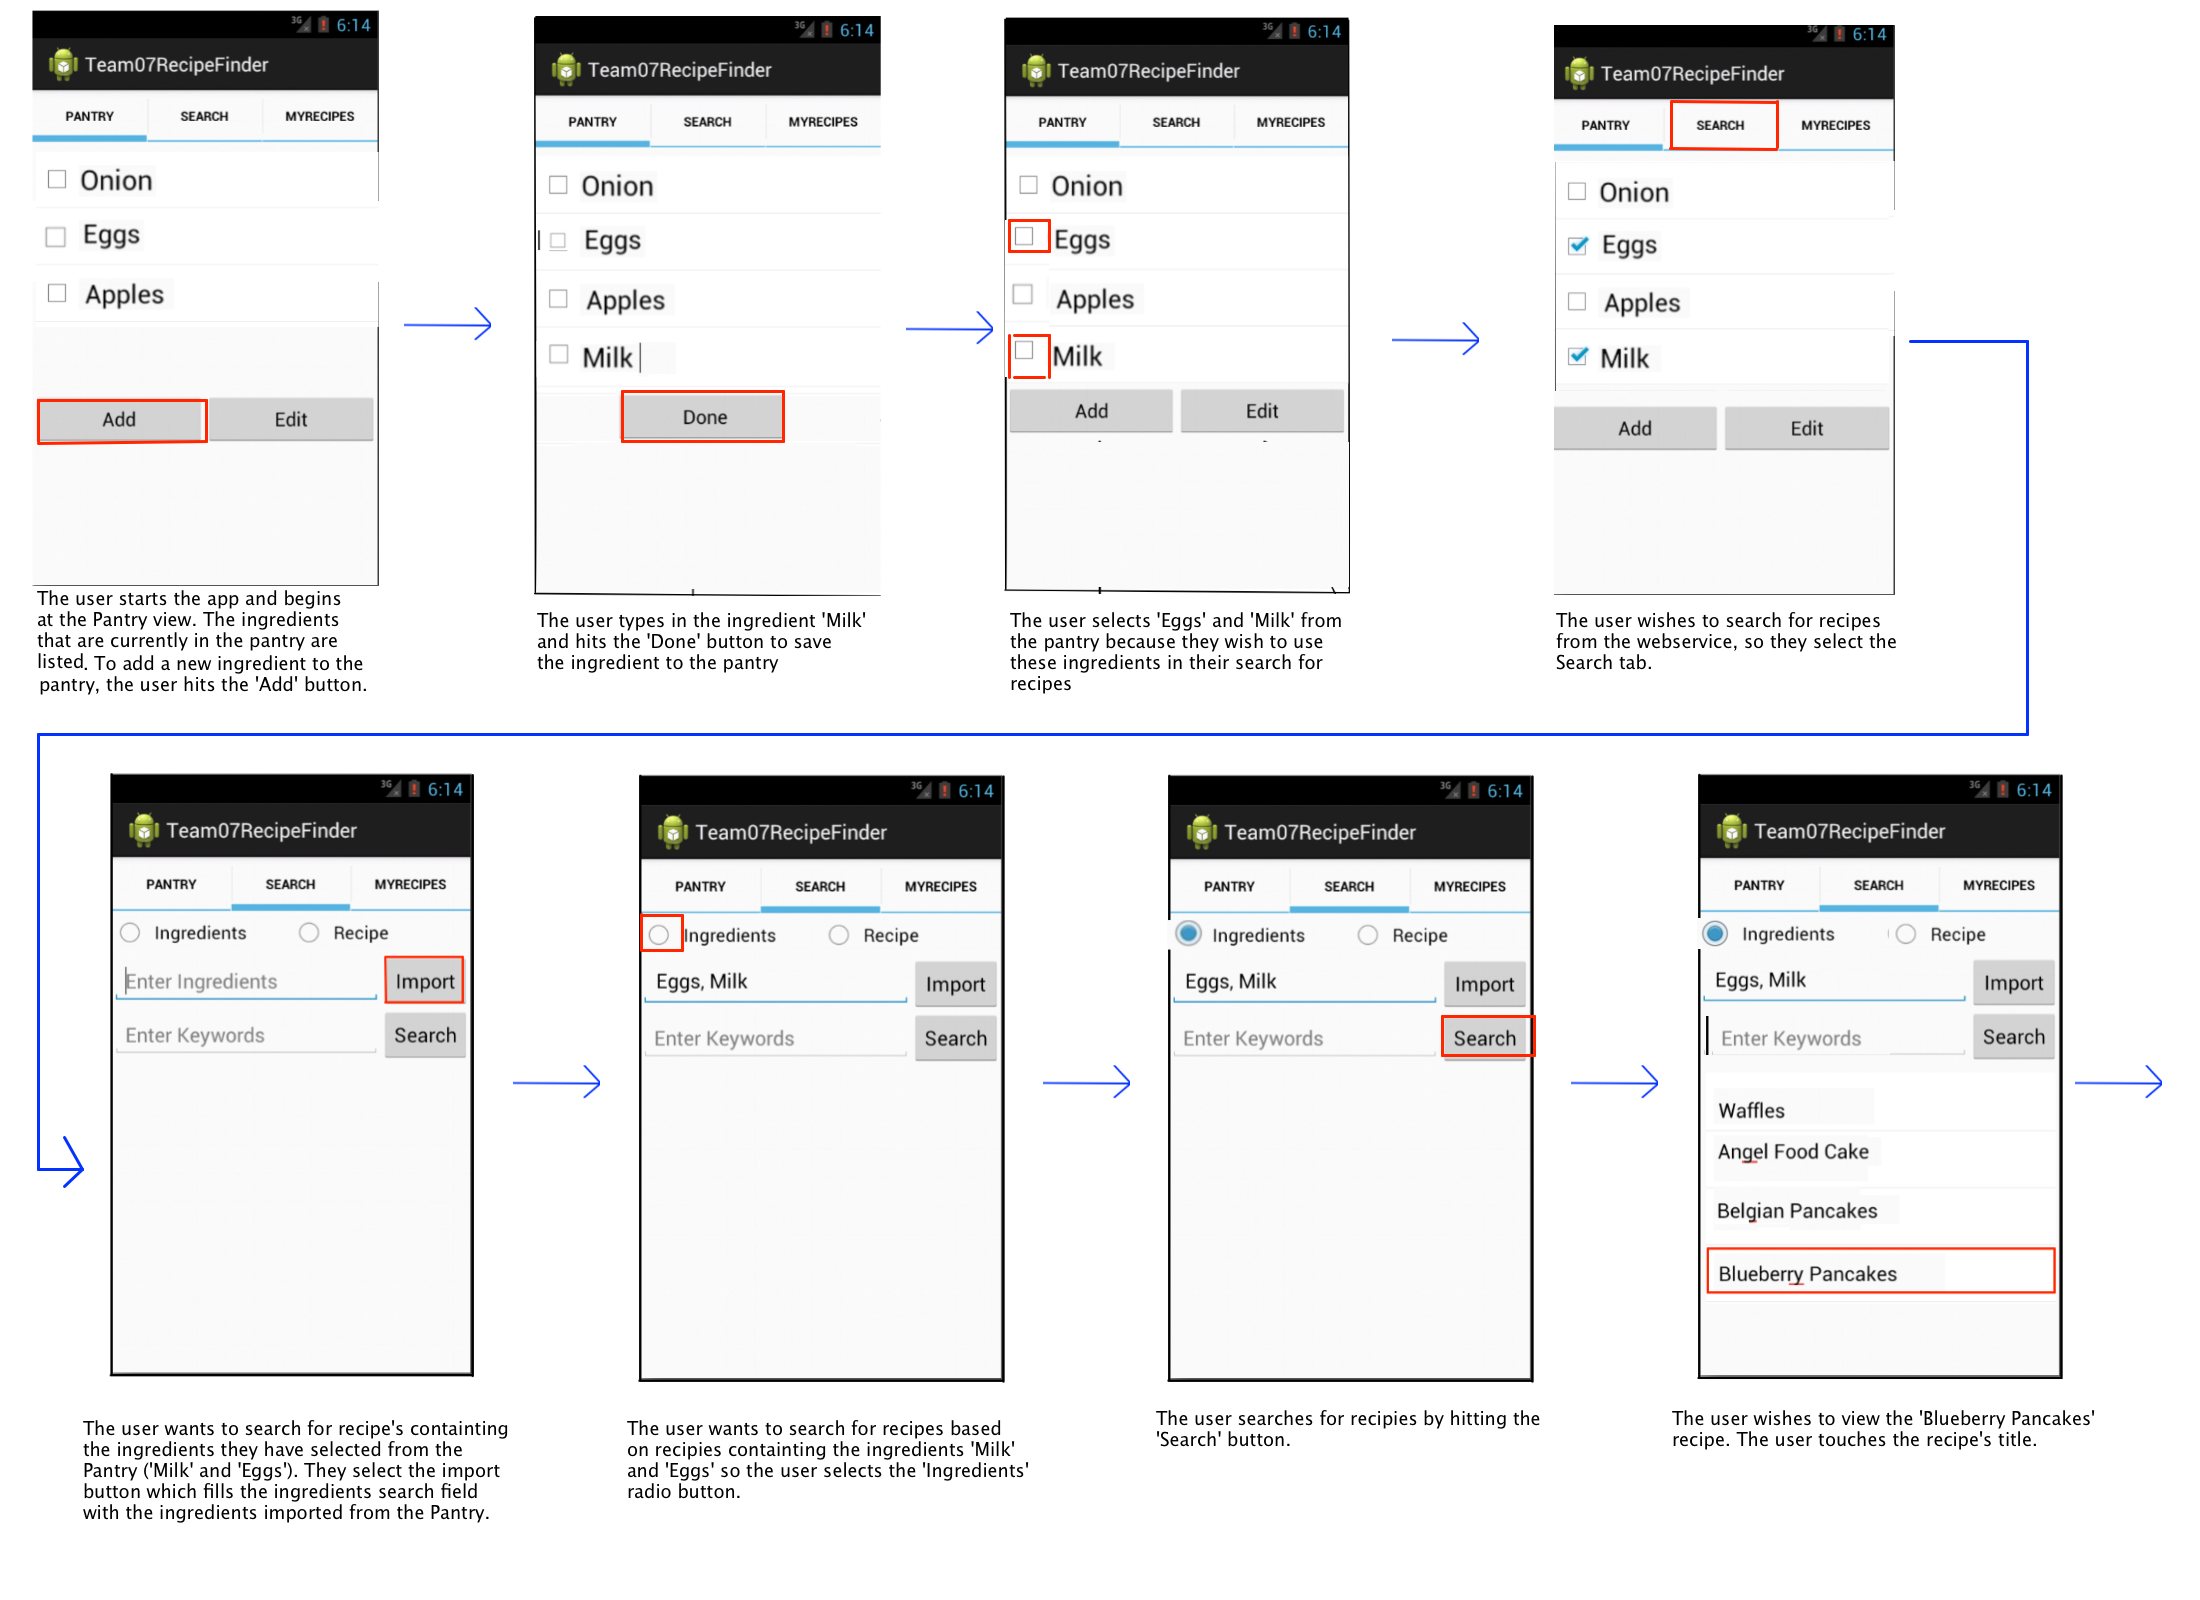 3G 6:14
Team07RecipeFinder
PANTRY SEARCH MYRECIPES
Onion
Eggs
Apples
Add Edit
The user starts the app and begins
at the Pantry view. The ingredients
that are currently in the pantry are
listed. To add a new ingredient to the
pantry, the user hits the 'Add' button.
3G 6:14
Team07RecipeFinder
PANTRY SEARCH MYRECIPES
Onion
Eggs
Apples
Milk
Done
The user types in the ingredient 'Milk'
and hits the 'Done' button to save
the ingredient to the pantry
3G 6:14
Team07RecipeFinder
PANTRY SEARCH MYRECIPES
Onion
Eggs
Apples
Milk
Add Edit
The user selects 'Eggs' and 'Milk' from
the pantry because they wish to use
these ingredients in their search for
recipes
3G 6:14
Team07RecipeFinder
PANTRY SEARCH MYRECIPES
Onion
Eggs
Apples
Milk
Add Edit
The user wishes to search for recipes
from the webservice, so they select the
Search tab.
3G 6:14
Team07RecipeFinder
PANTRY SEARCH MYRECIPES
Ingredients Recipe
Enter Ingredients Import
Enter Keywords Search
The user wants to search for recipe's containting
the ingredients they have selected from the
Pantry ('Milk' and 'Eggs'). They select the import
button which fills the ingredients search field
with the ingredients imported from the Pantry.
3G 6:14
Team07RecipeFinder
PANTRY SEARCH MYRECIPES
Ingredients Recipe
Eggs, Milk Import
Enter Keywords Search
The user wants to search for recipes based
on recipies containting the ingredients 'Milk'
and 'Eggs' so the user selects the 'Ingredients'
radio button.
3G 6:14
Team07RecipeFinder
PANTRY SEARCH MYRECIPES
Ingredients Recipe
Eggs, Milk Import
Enter Keywords Search
The user searches for recipies by hitting the
'Search' button.
3G 6:14
Team07RecipeFinder
PANTRY SEARCH MYRECIPES
Ingredients Recipe
Eggs, Milk Import
Enter Keywords Search
Waffles
Angel Food Cake
Belgian Pancakes
Blueberry Pancakes
The user wishes to view the 'Blueberry Pancakes'
recipe. The user touches the recipe's title.